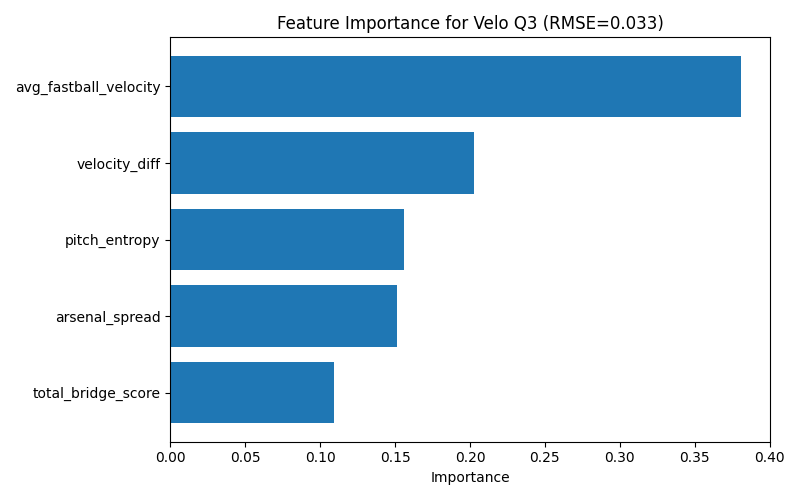 Feature Importance for Velo Q3 (RMSE=0.033)
avg_fastball_velocity
velocity_diff
pitch_entropy
arsenal_spread
total_bridge_score
0.00 0.05 0.10 0.15 0.20 0.25 0.30 0.35 0.40
Importance